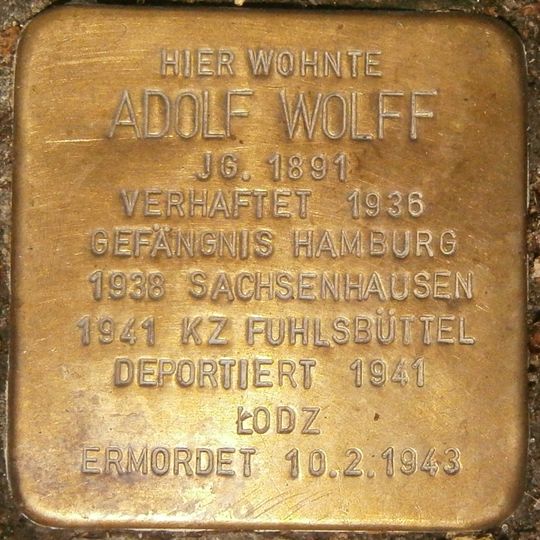 HIER WOHNTE
ADOLF WOLFF
JG. 1891
VERHAFTET 1936
GEFÄNGNIS HAMBURG
1938 SACHSENHAUSEN
1941 KZ FUHLSBÜTTEL
DEPORTIERT 1941
ŁODZ
ERMORDET 10.2.1943